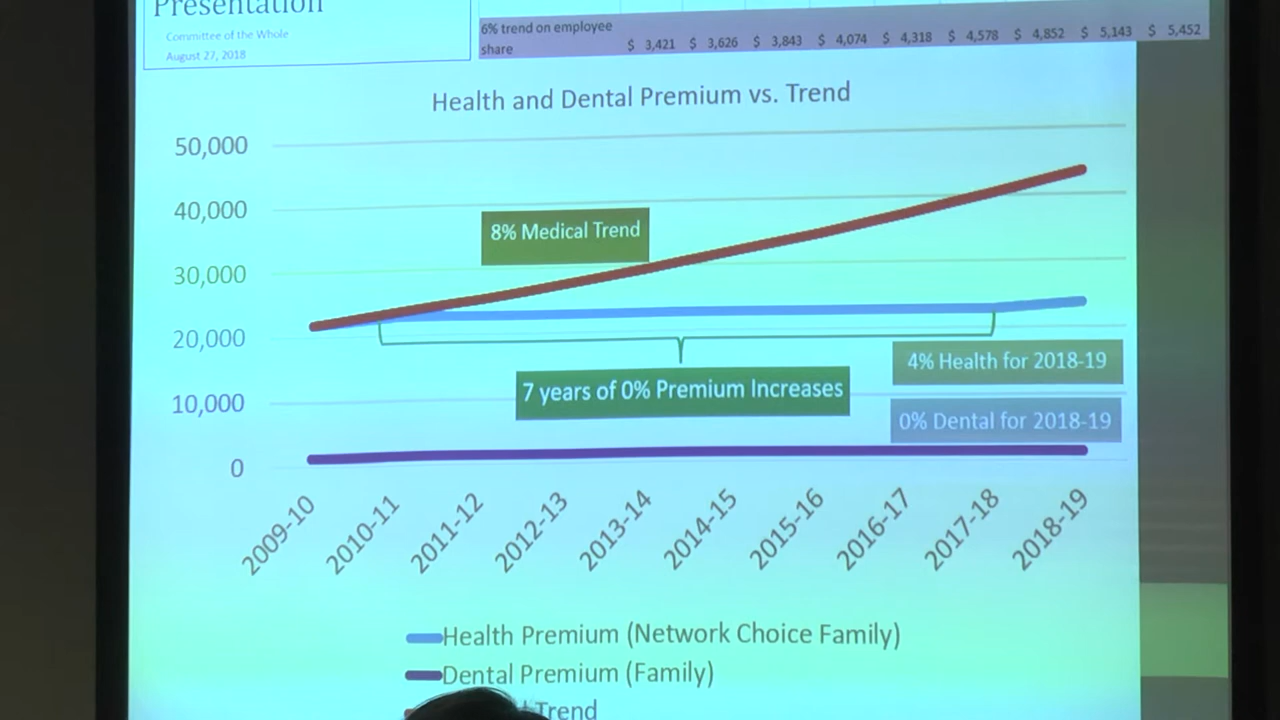 Presentation
Committee of the Whole
August 27, 2018
6% trend on employee
share
$ 3,421 $ 3,626 $ 3,843 $ 4,074 $ 4,318 $ 4,578 $ 4,852 $ 5,143 $ 5,452
Health and Dental Premium vs. Trend
50,000
40,000
30,000
20,000
10,000
0
8% Medical Trend
7 years of 0% Premium Increases
4% Health for 2018-19
0% Dental for 2018-19
2009-10
2010-11
2011-12
2012-13
2013-14
2014-15
2015-16
2016-17
2017-18
2018-19
Health Premium (Network Choice Family)
Dental Premium (Family)
Trend